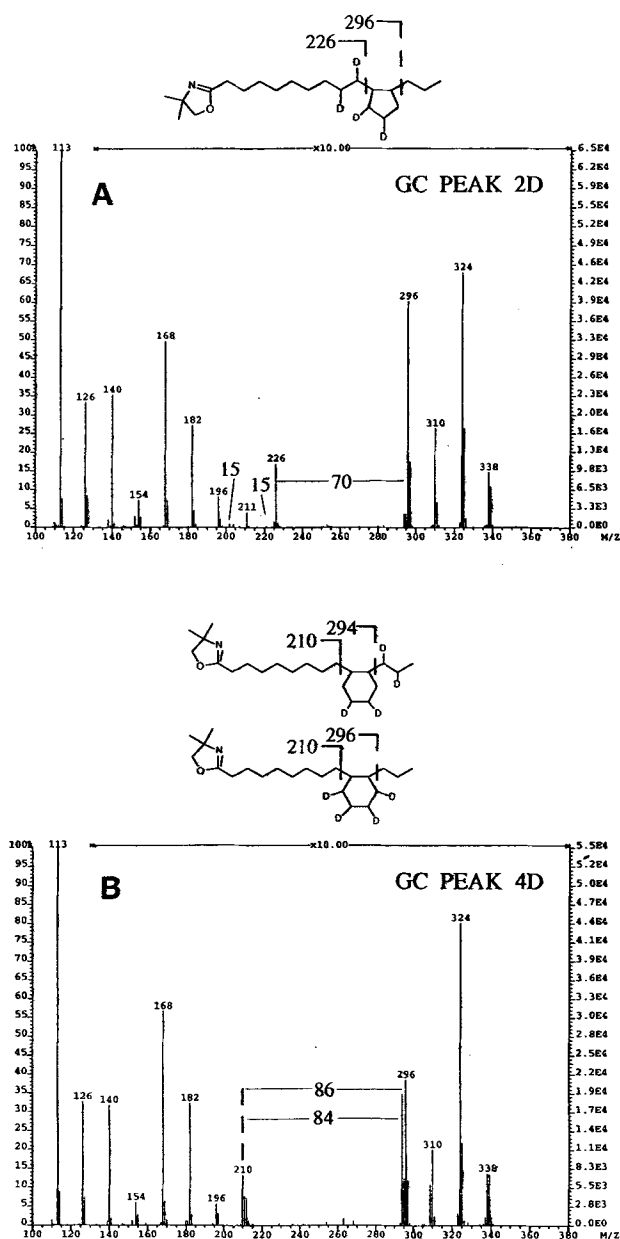 296
226
N
O
D
D
D
D
100% 113 x10.00 6.5E4
95 6.2E4
90 5.9E4
85 5.5E4
80 5.2E4
75 4.9E4
70 4.6E4
65 4.2E4
60 3.9E4
55 3.6E4
50 3.3E4
45 2.9E4
40 2.6E4
35 2.3E4
30 2.0E4
25 1.6E4
20 1.3E4
15 9.8E3
10 6.5E3
5 3.3E3
0 0.0E0
A
GC PEAK 2D
324
296
168
140
126
182
226
310
338
15
15
70
154
196
211
100 120 140 160 180 200 220 240 260 280 300 320 340 360 380 M/Z
294
210
N
O
D
D
D
D
296
210
N
O
D
D
D
D
100% 113 x10.00 5.5E4
95 5.2E4
90 5.0E4
85 4.7E4
80 4.4E4
75 4.1E4
70 3.9E4
65 3.6E4
60 3.3E4
55 3.0E4
50 2.8E4
45 2.5E4
40 2.2E4
35 1.9E4
30 1.7E4
25 1.4E4
20 1.1E4
15 8.3E3
10 5.5E3
5 2.8E3
0 0.0E0
B
GC PEAK 4D
324
168
296
86
84
126
140
182
310
210
338
154
196
100 120 140 160 180 200 220 240 260 280 300 320 340 360 380 M/Z